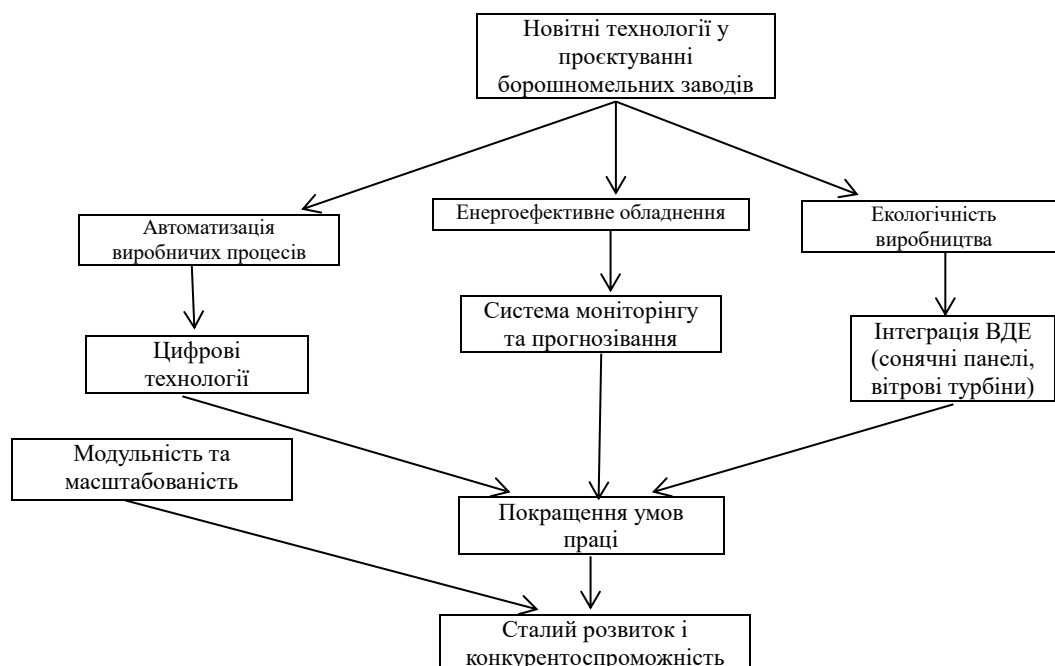 Новітні технології у
проєктуванні
борошномельних заводів
Автоматизація
виробничих процесів
Енергоефективне обладнення
Екологічність
виробництва
Цифрові
технології
Система моніторінгу
та прогнозівання
Інтеграція ВДЕ
(сонячні панелі,
вітрові турбіни)
Модульність та
масштабованість
Покращення умов
праці
Сталий розвиток і
конкурентоспроможність